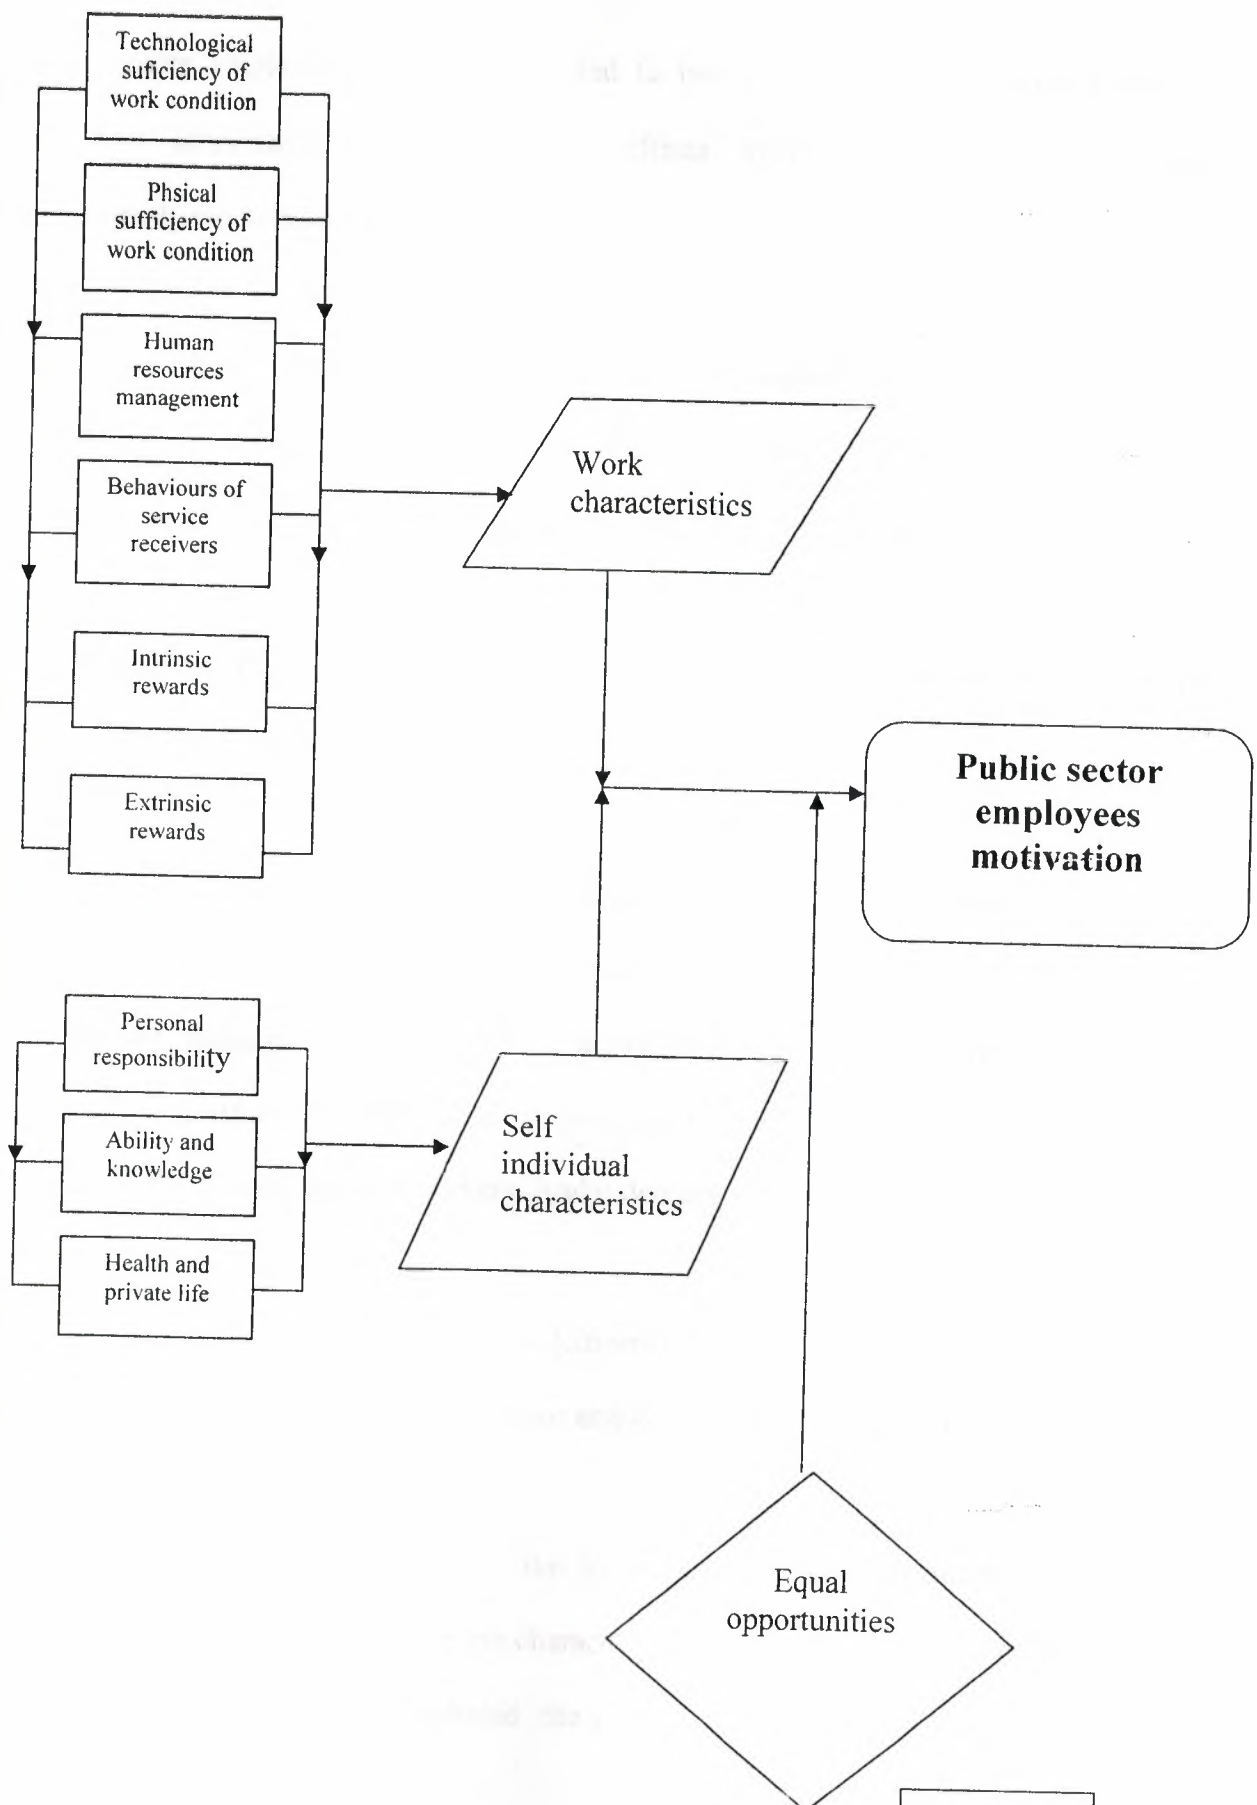 Technological
suficiency of
work condition
Phsical
sufficiency of
work condition
Human
resources
management
Behaviours of
service
receivers
Intrinsic
rewards
Extrinsic
rewards
Work
characteristics
Public sector
employees
motivation
Personal
responsibility
Ability and
knowledge
Health and
private life
Self
individual
characteristics
Equal
opportunities